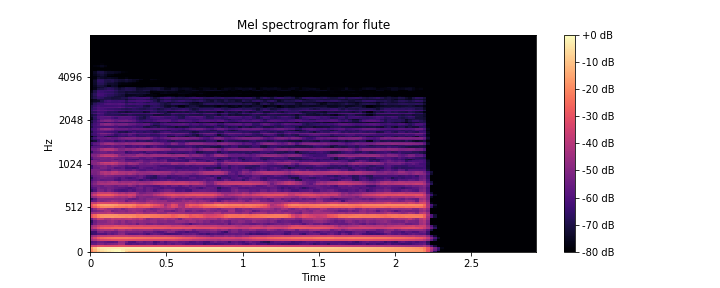 Mel spectrogram for flute
Hz
4096
2048
1024
512
0
0 0.5 1 1.5 2 2.5
Time
+0 dB
-10 dB
-20 dB
-30 dB
-40 dB
-50 dB
-60 dB
-70 dB
-80 dB